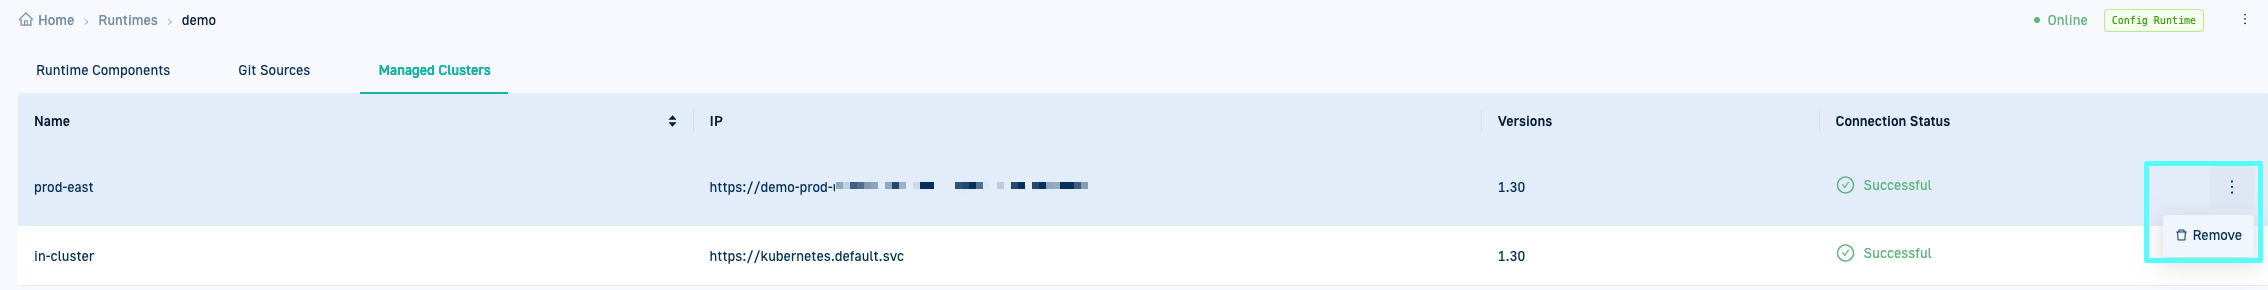 Home › Runtimes › demo
Online Config Runtime
Runtime Components Git Sources Managed Clusters
Name IP Versions Connection Status
prod-east https://demo-prod- 1.30 Successful
Remove
in-cluster https://kubernetes.default.svc 1.30 Successful